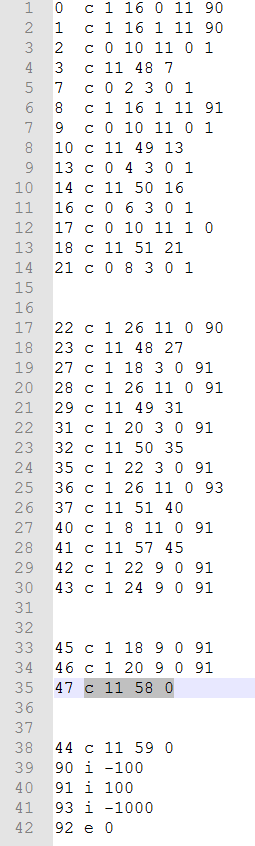 1 0  c 1 16 0 11 90
2 1  c 1 16 1 11 90
3 2  c 0 10 11 0 1
4 3  c 11 48 7
5 7  c 0 2 3 0 1
6 8  c 1 16 1 11 91
7 9  c 0 10 11 0 1
8 10 c 11 49 13
9 13 c 0 4 3 0 1
10 14 c 11 50 16
11 16 c 0 6 3 0 1
12 17 c 0 10 11 1 0
13 18 c 11 51 21
14 21 c 0 8 3 0 1
15
16
17 22 c 1 26 11 0 90
18 23 c 11 48 27
19 27 c 1 18 3 0 91
20 28 c 1 26 11 0 91
21 29 c 11 49 31
22 31 c 1 20 3 0 91
23 32 c 11 50 35
24 35 c 1 22 3 0 91
25 36 c 1 26 11 0 93
26 37 c 11 51 40
27 40 c 1 8 11 0 91
28 41 c 11 57 45
29 42 c 1 22 9 0 91
30 43 c 1 24 9 0 91
31
32
33 45 c 1 18 9 0 91
34 46 c 1 20 9 0 91
35 47 c 11 58 0
36
37
38 44 c 11 59 0
39 90 i -100
40 91 i 100
41 93 i -1000
42 92 e 0